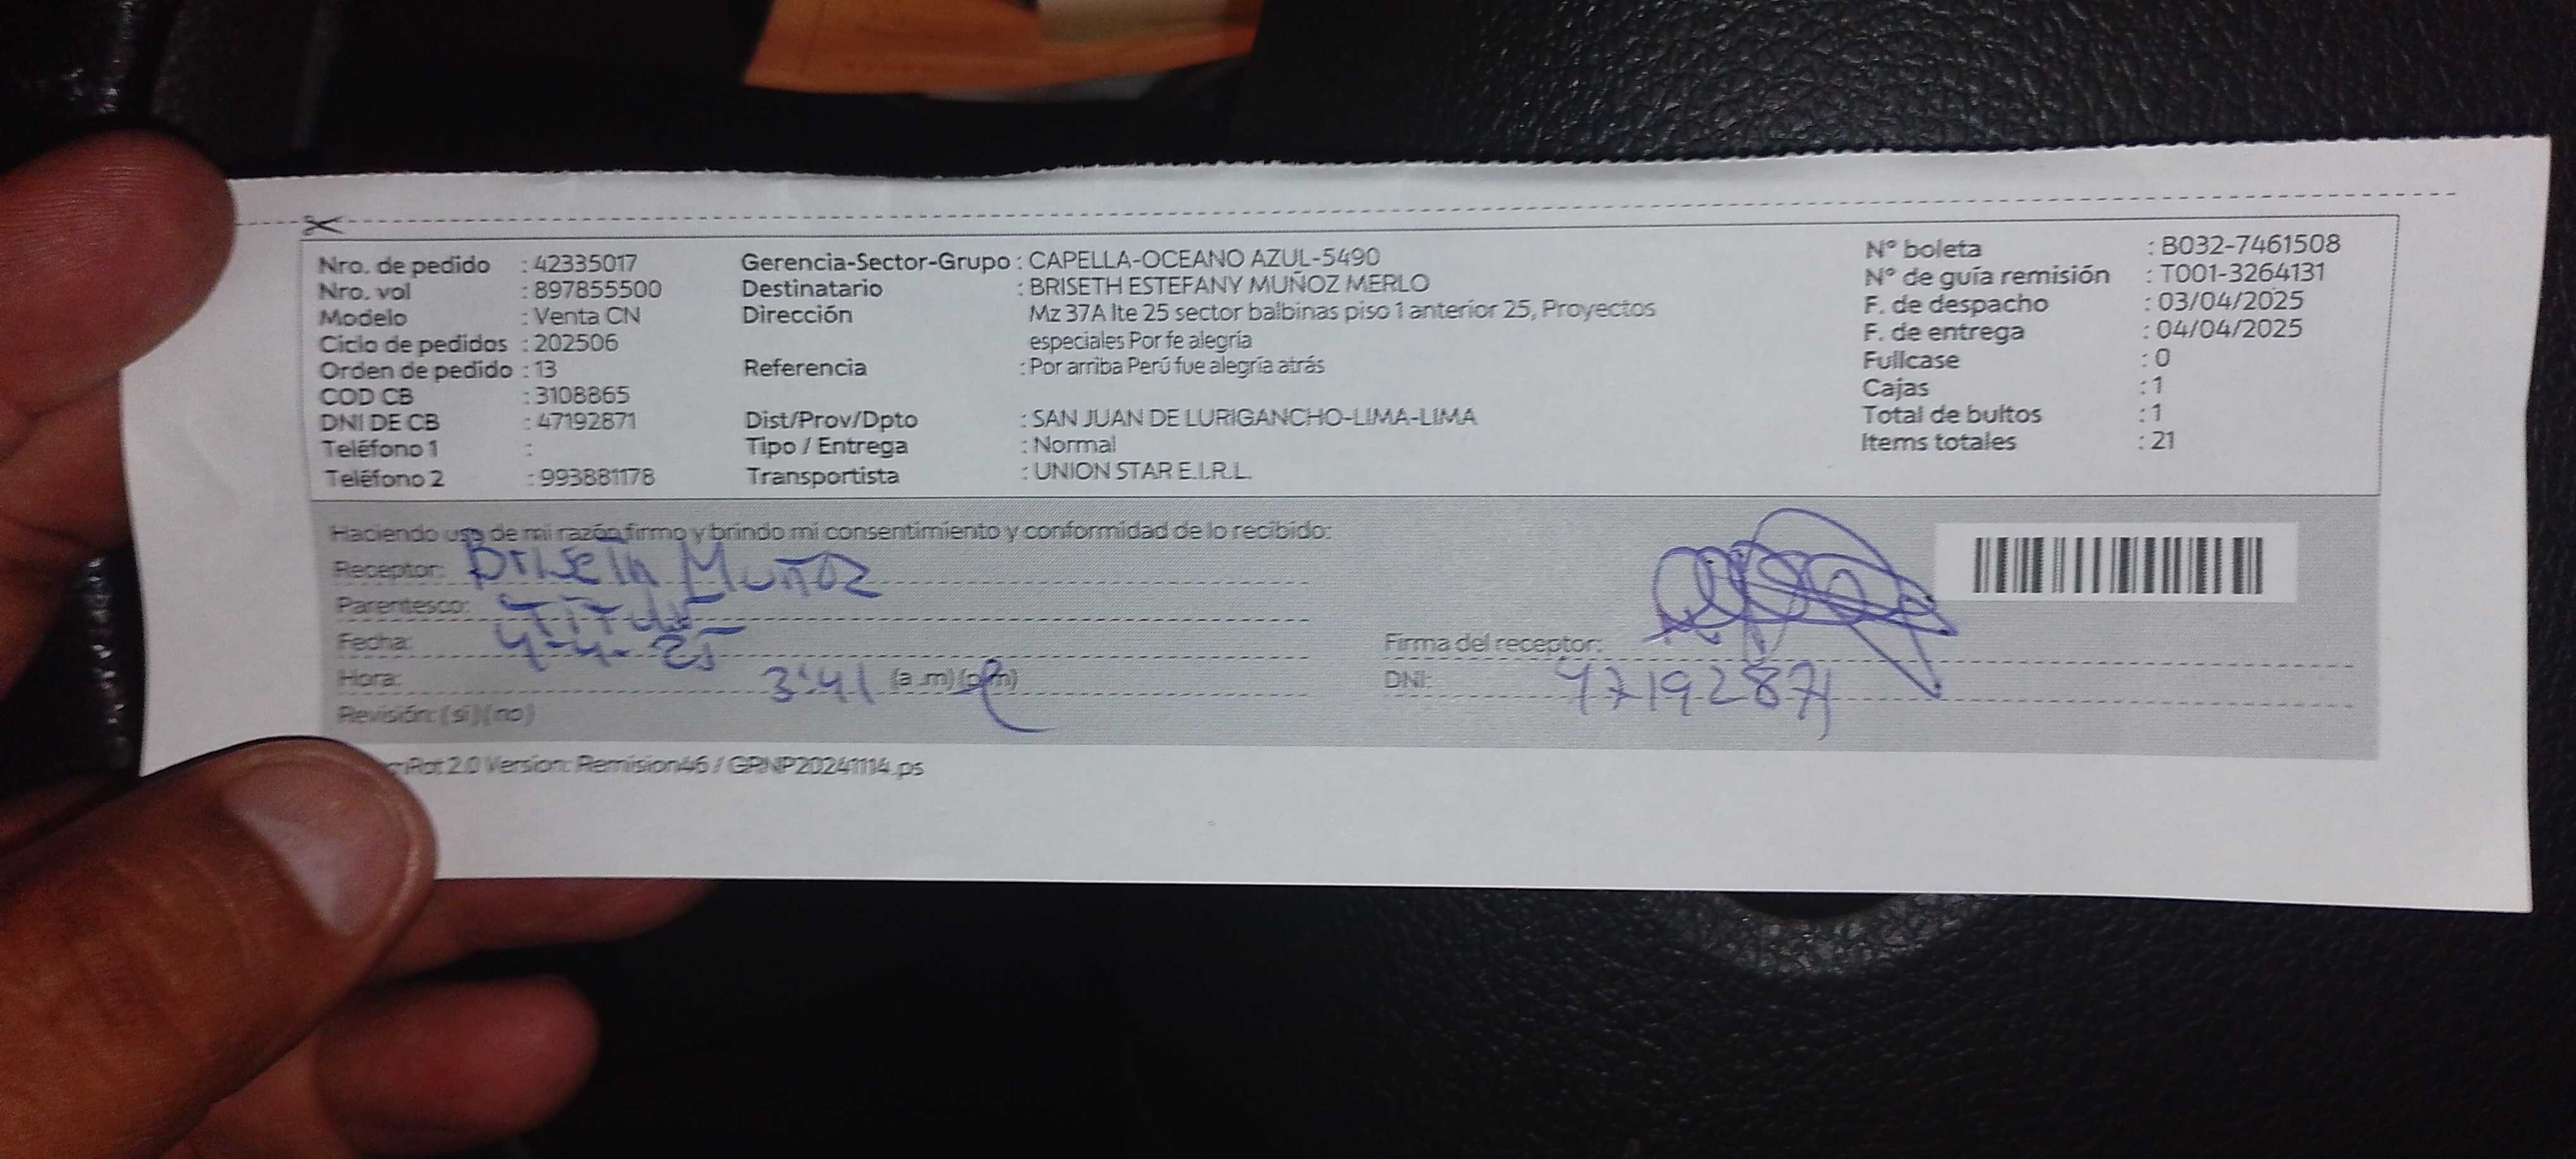 Nro. de pedido : 42335017
Nro. vol : 897855500
Modelo : Venta CN
Ciclo de pedidos : 202506
Orden de pedido : 13
COD CB : 3108865
DNI DE CB : 47192871
Teléfono 1 :
Teléfono 2 : 993881178
Gerencia-Sector-Grupo : CAPELLA-OCEANO AZUL-5490
Destinatario : BRISETH ESTEFANY MUÑOZ MERLO
Dirección Mz 37A lte 25 sector balbinas piso 1 anterior 25, Proyectos
especiales Por fe alegría
Referencia : Por arriba Perú fue alegría atrás
Dist/Prov/Dpto : SAN JUAN DE LURIGANCHO-LIMA-LIMA
Tipo / Entrega : Normal
Transportista : UNION STAR E.I.R.L.
N° boleta : B032-7461508
N° de guía remisión : T001-3264131
F. de despacho : 03/04/2025
F. de entrega : 04/04/2025
Fullcase : 0
Cajas : 1
Total de bultos : 1
Items totales : 21
Haciendo uso de mi razón firmo y brindo mi consentimiento y conformidad de lo recibido:
Receptor: Briseth Muñoz
Parentesco:
Fecha: 4-4-25
Hora: 3:41 (a .m) (p.m)
Revisión: (si) (no)
Firma del receptor:
DNI: 47192871
Rot 2.0 Version: Remision46 / GRNP20241114.ps